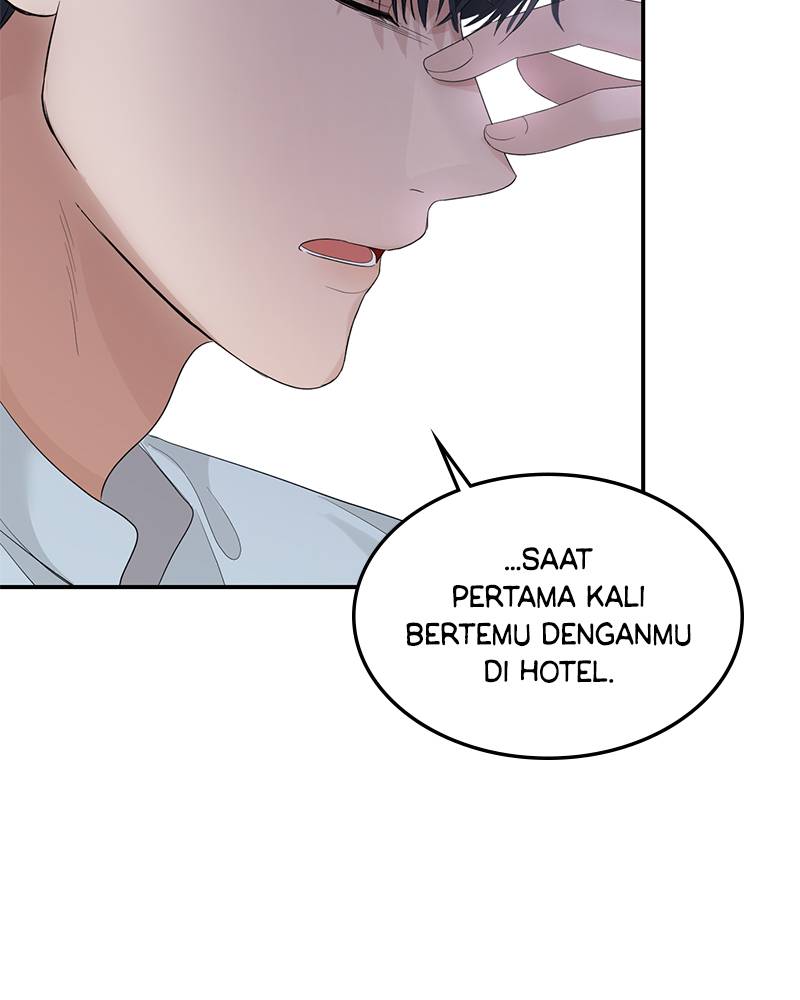 ...SAAT
PERTAMA KALI
BERTEMU DENGANMU
DI HOTEL.